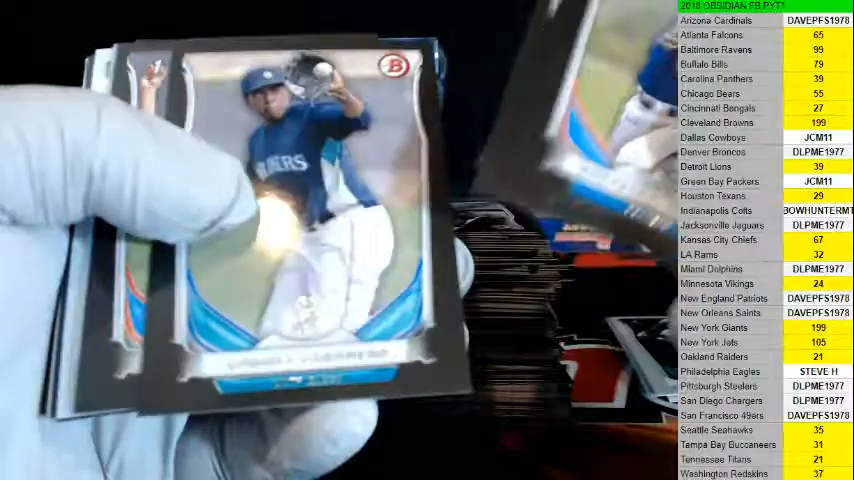 B
2018 OBSIDIAN FB PYT1
Arizona Cardinals DAVEPFS1978
Atlanta Falcons 65
Baltimore Ravens 99
Buffalo Bills 79
Carolina Panthers 39
Chicago Bears 55
Cincinnati Bengals 27
Cleveland Browns 199
Dallas Cowboys JCM11
Denver Broncos DLPME1977
Detroit Lions 39
Green Bay Packers JCM11
Houston Texans 29
Indianapolis Colts BOWHUNTERMT
Jacksonville Jaguars DLPME1977
Kansas City Chiefs 67
LA Rams 32
Miami Dolphins DLPME1977
Minnesota Vikings 24
New England Patriots DAVEPFS1978
New Orleans Saints DAVEPFS1978
New York Giants 199
New York Jets 105
Oakland Raiders 21
Philadelphia Eagles STEVE H
Pittsburgh Steelers DLPME1977
San Diego Chargers DLPME1977
San Francisco 49ers DAVEPFS1978
Seattle Seahawks 35
Tampa Bay Buccaneers 31
Tennessee Titans 21
Washington Redskins 37